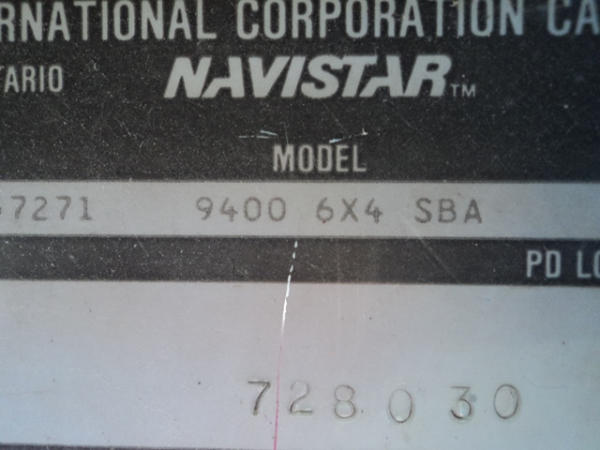 RNATIONAL CORPORATION CA
TARIO NAVISTAR™
MODEL
7271 9400 6X4 SBA
PD LO
728030